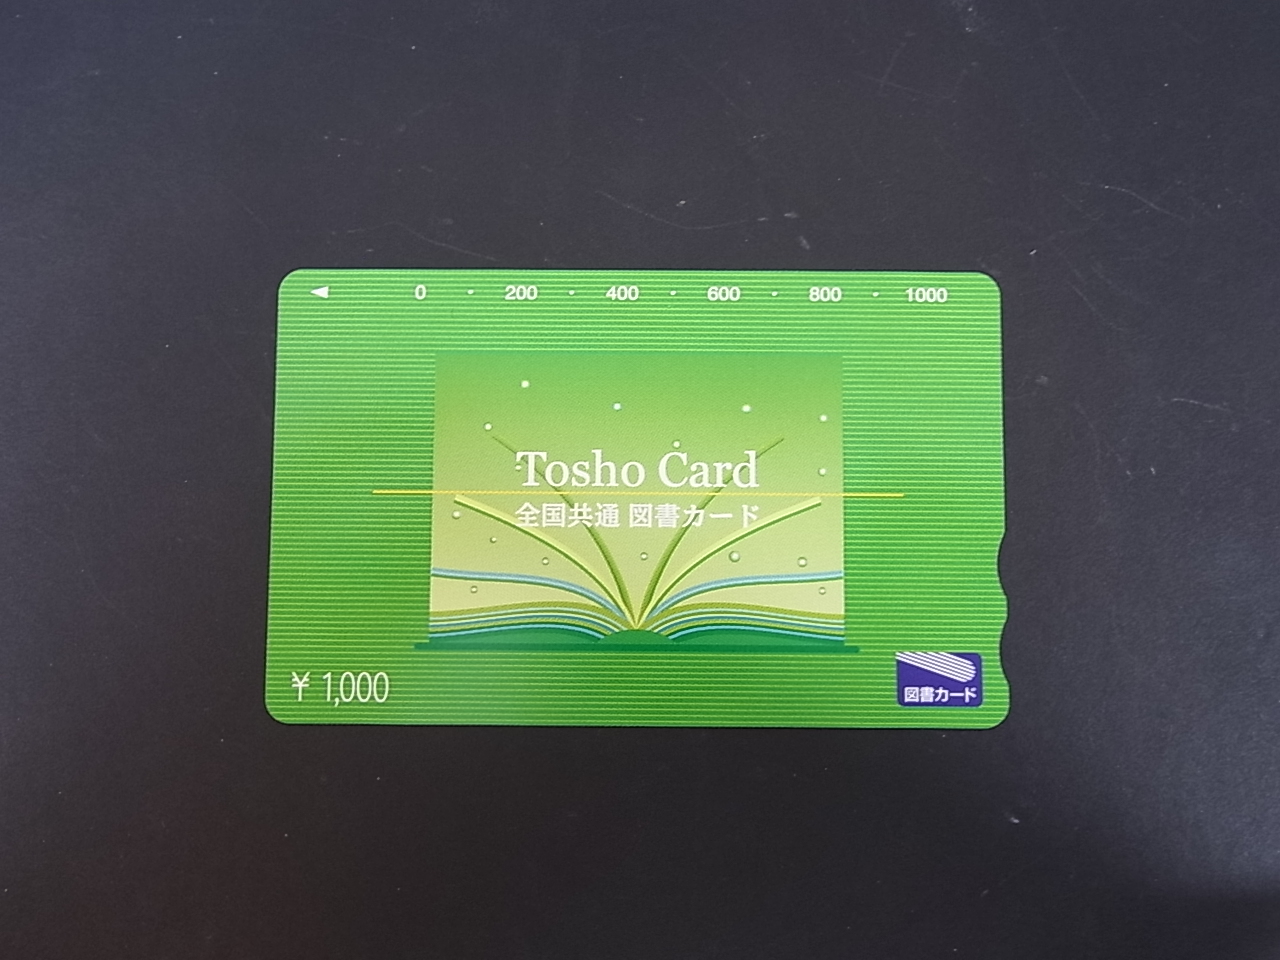 0 · 200 · 400 · 600 · 800 · 1000
Tosho Card
全国共通 図書カード
¥ 1,000
図書カード